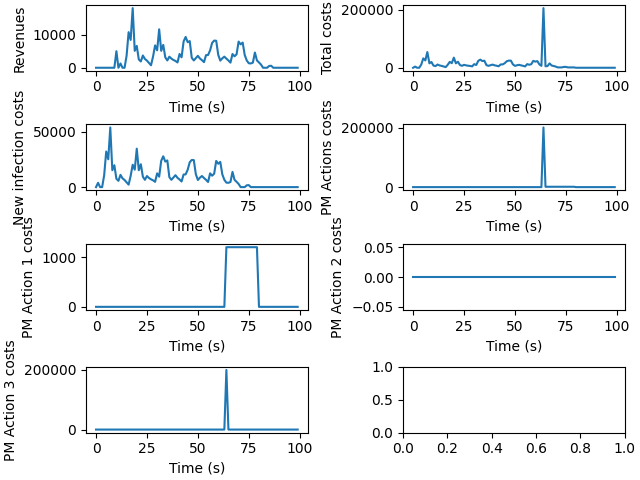 Revenues
10000
0
0 25 50 75 100
Time (s)
Total costs
200000
0
0 25 50 75 100
Time (s)
New infection costs
50000
0
0 25 50 75 100
Time (s)
PM Actions costs
200000
0
0 25 50 75 100
Time (s)
PM Action 1 costs
1000
0
0 25 50 75 100
Time (s)
PM Action 2 costs
0.05
0.00
−0.05
0 25 50 75 100
Time (s)
PM Action 3 costs
200000
0
0 25 50 75 100
Time (s)
1.0
0.5
0.0
0.0 0.2 0.4 0.6 0.8 1.0